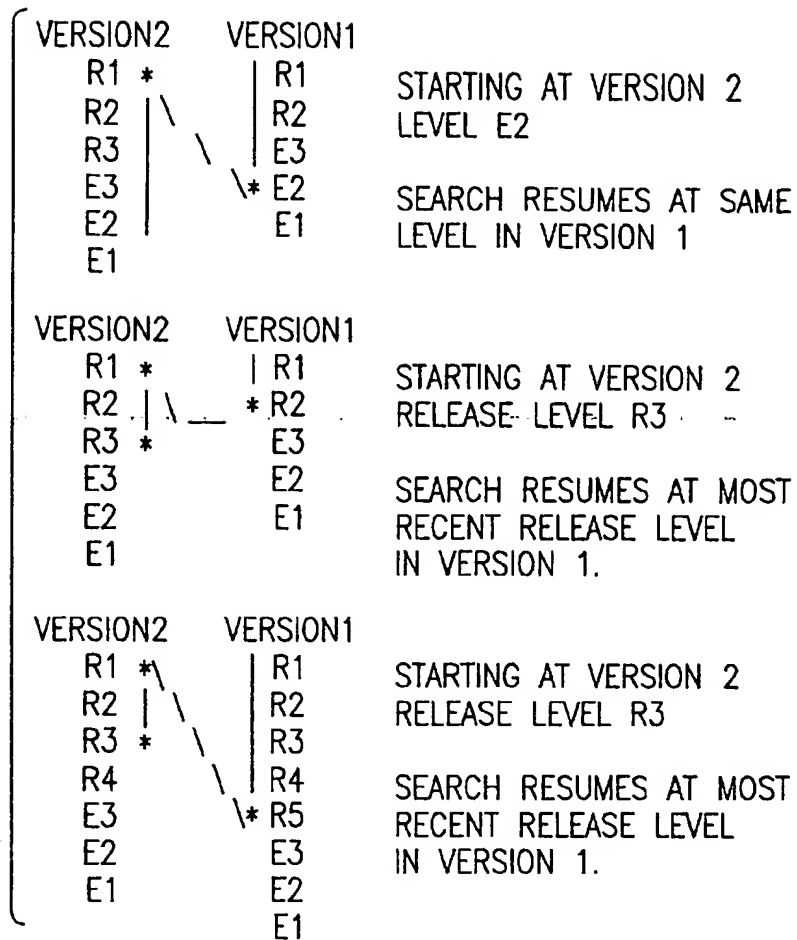 VERSION2 VERSION1
R1 * | R1
R2 R2
R3 E3
E3 * E2
E2 E1
E1
STARTING AT VERSION 2
LEVEL E2
SEARCH RESUMES AT SAME
LEVEL IN VERSION 1
VERSION2 VERSION1
R1 * R1
R2 * R2
R3 * E3
E3 E2
E2 E1
E1
STARTING AT VERSION 2
RELEASE LEVEL R3
SEARCH RESUMES AT MOST
RECENT RELEASE LEVEL
IN VERSION 1.
VERSION2 VERSION1
R1 * R1
R2 R2
R3 * R3
R4 R4
E3 * R5
E2 E3
E1 E2
E1
STARTING AT VERSION 2
RELEASE LEVEL R3
SEARCH RESUMES AT MOST
RECENT RELEASE LEVEL
IN VERSION 1.